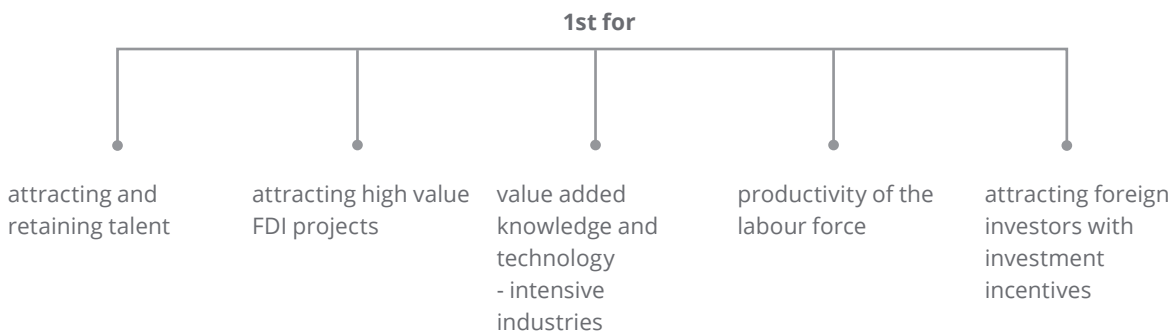 1st for
attracting and
retaining talent
attracting high value
FDI projects
value added
knowledge and
technology
- intensive
industries
productivity of the
labour force
attracting foreign
investors with
investment
incentives